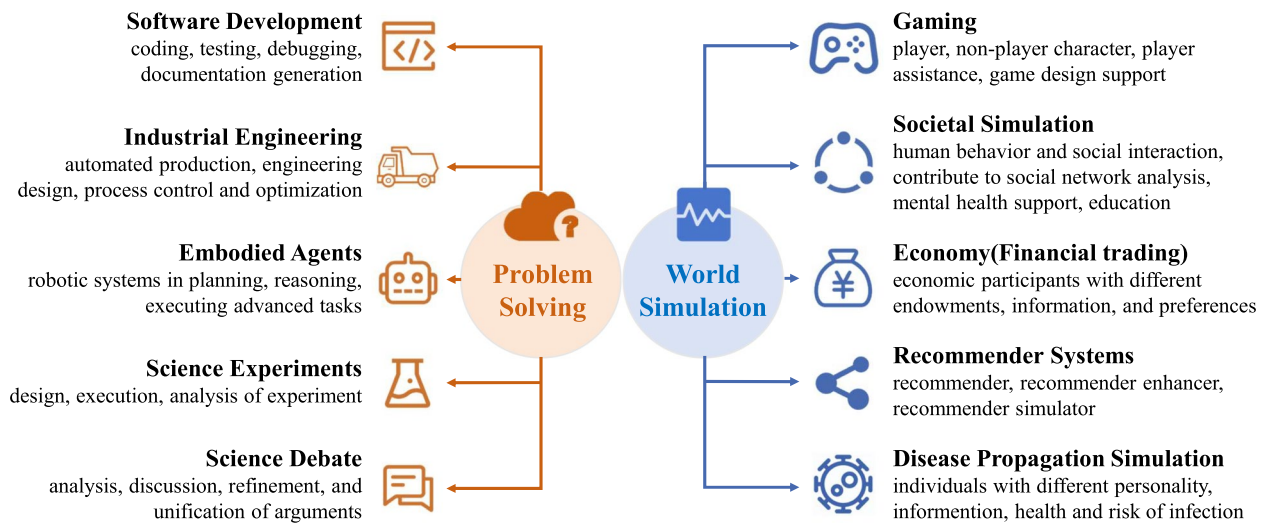 Software Development
coding, testing, debugging,
documentation generation
Industrial Engineering
automated production, engineering
design, process control and optimization
Embodied Agents
robotic systems in planning, reasoning,
executing advanced tasks
Science Experiments
design, execution, analysis of experiment
Science Debate
analysis, discussion, refinement, and
unification of arguments
?
Problem
Solving
World
Simulation
</>
¥
Gaming
player, non-player character, player
assistance, game design support
Societal Simulation
human behavior and social interaction,
contribute to social network analysis,
mental health support, education
Economy(Financial trading)
economic participants with different
endowments, information, and preferences
Recommender Systems
recommender, recommender enhancer,
recommender simulator
Disease Propagation Simulation
individuals with different personality,
informention, health and risk of infection